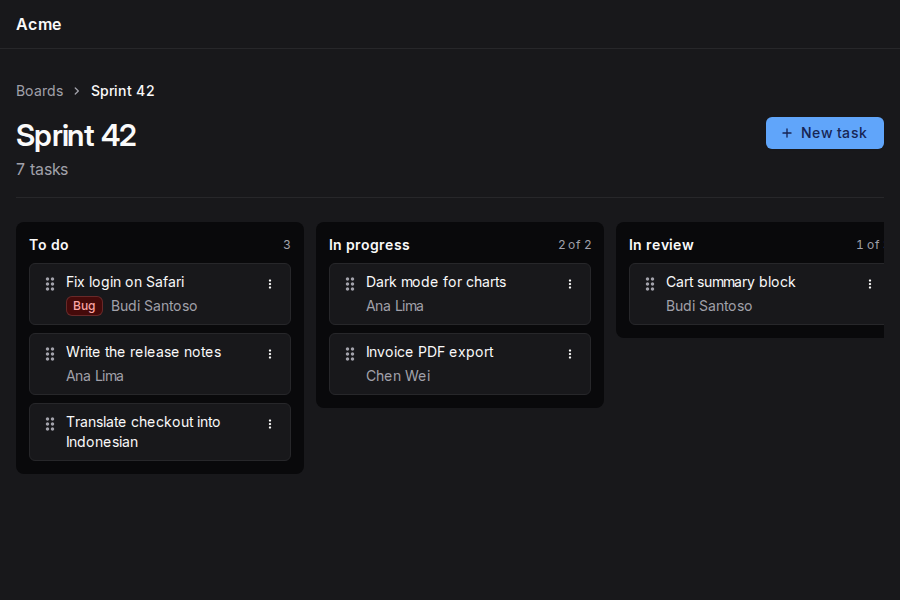 Acme
Boards
Sprint 42
Sprint 42
7 tasks
New task
To do
3
Fix login on Safari
Bug
Budi Santoso
Write the release notes
Ana Lima
Translate checkout into
Indonesian
In progress
2 of 2
Dark mode for charts
Ana Lima
Invoice PDF export
Chen Wei
In review
1 of
Cart summary block
Budi Santoso